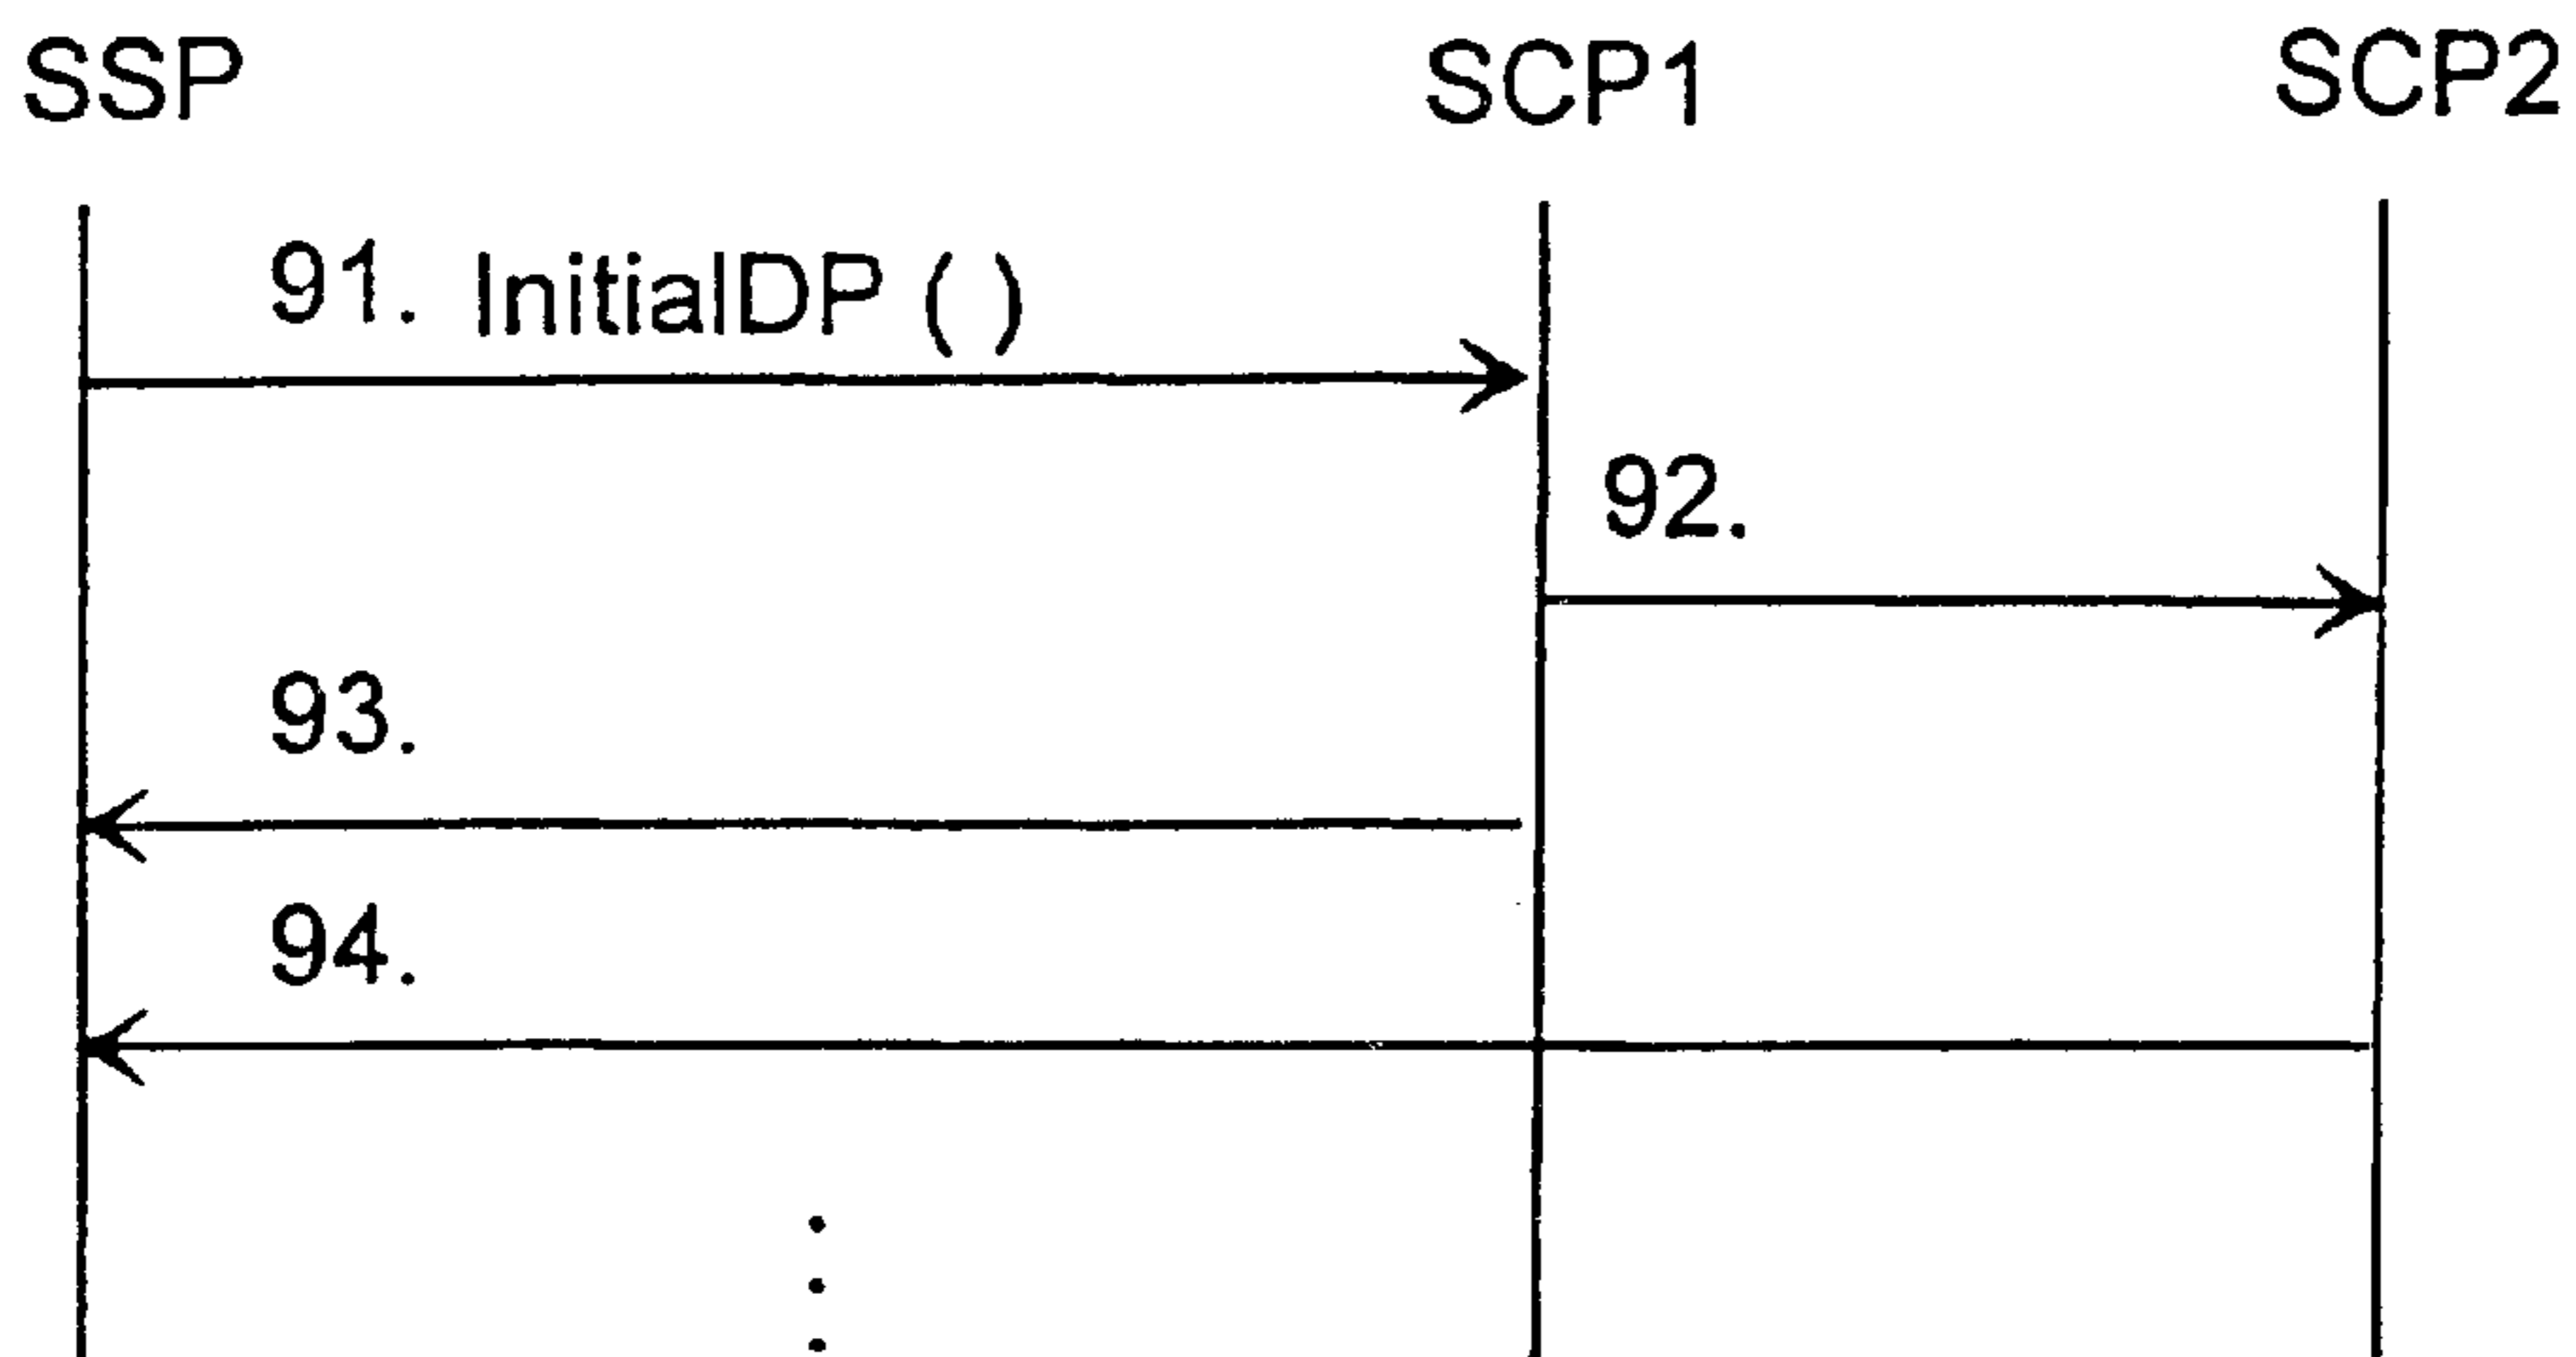 SSP SCP1 SCP2
91. InitialDP ( )
92.
93.
94.